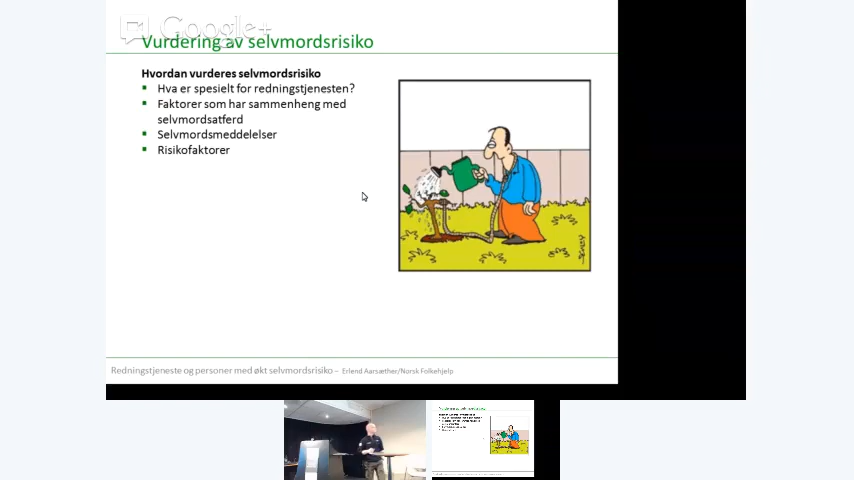 Google+
Vurdering av selvmordsrisiko
Hvordan vurderes selvmordsrisiko
Hva er spesielt for redningstjenesten?
Faktorer som har sammenheng med
selvmordsatferd
Selvmordsmeddelelser
Risikofaktorer
Redningstjeneste og personer med økt selvmordsrisiko – Erlend Aarsæther/Norsk Folkehjelp